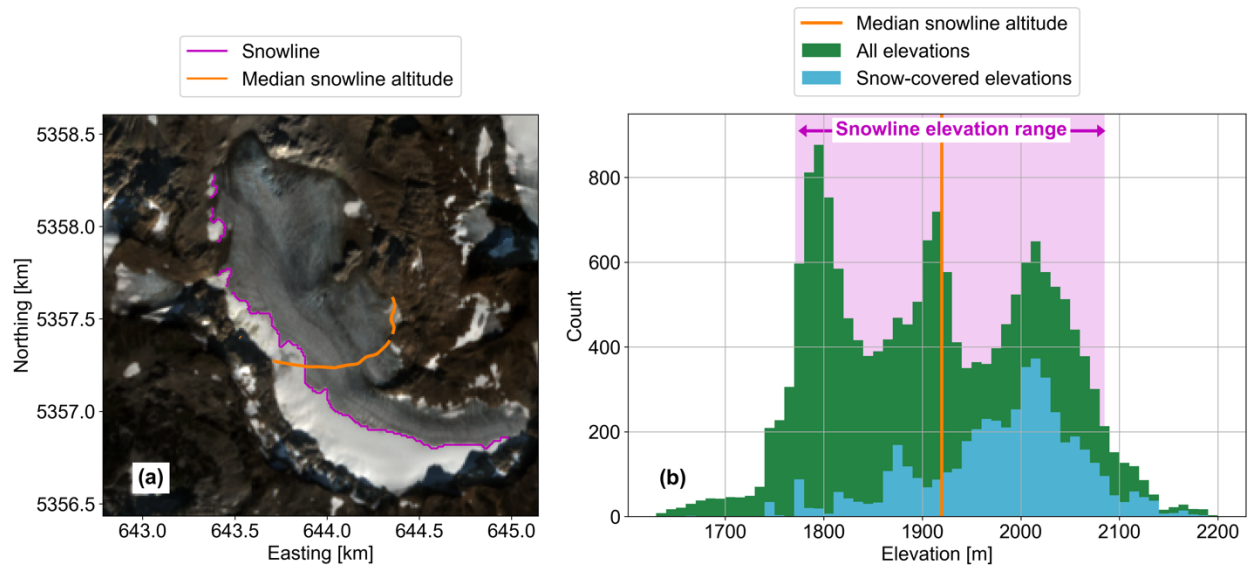 Snowline
Median snowline altitude
5358.5
5358.0
5357.5
5357.0
5356.5
Northing [km]
(a)
643.0 643.5 644.0 644.5 645.0
Easting [km]
Median snowline altitude
All elevations
Snow-covered elevations
Snowline elevation range
800
600
400
200
0
Count
(b)
1700 1800 1900 2000 2100 2200
Elevation [m]